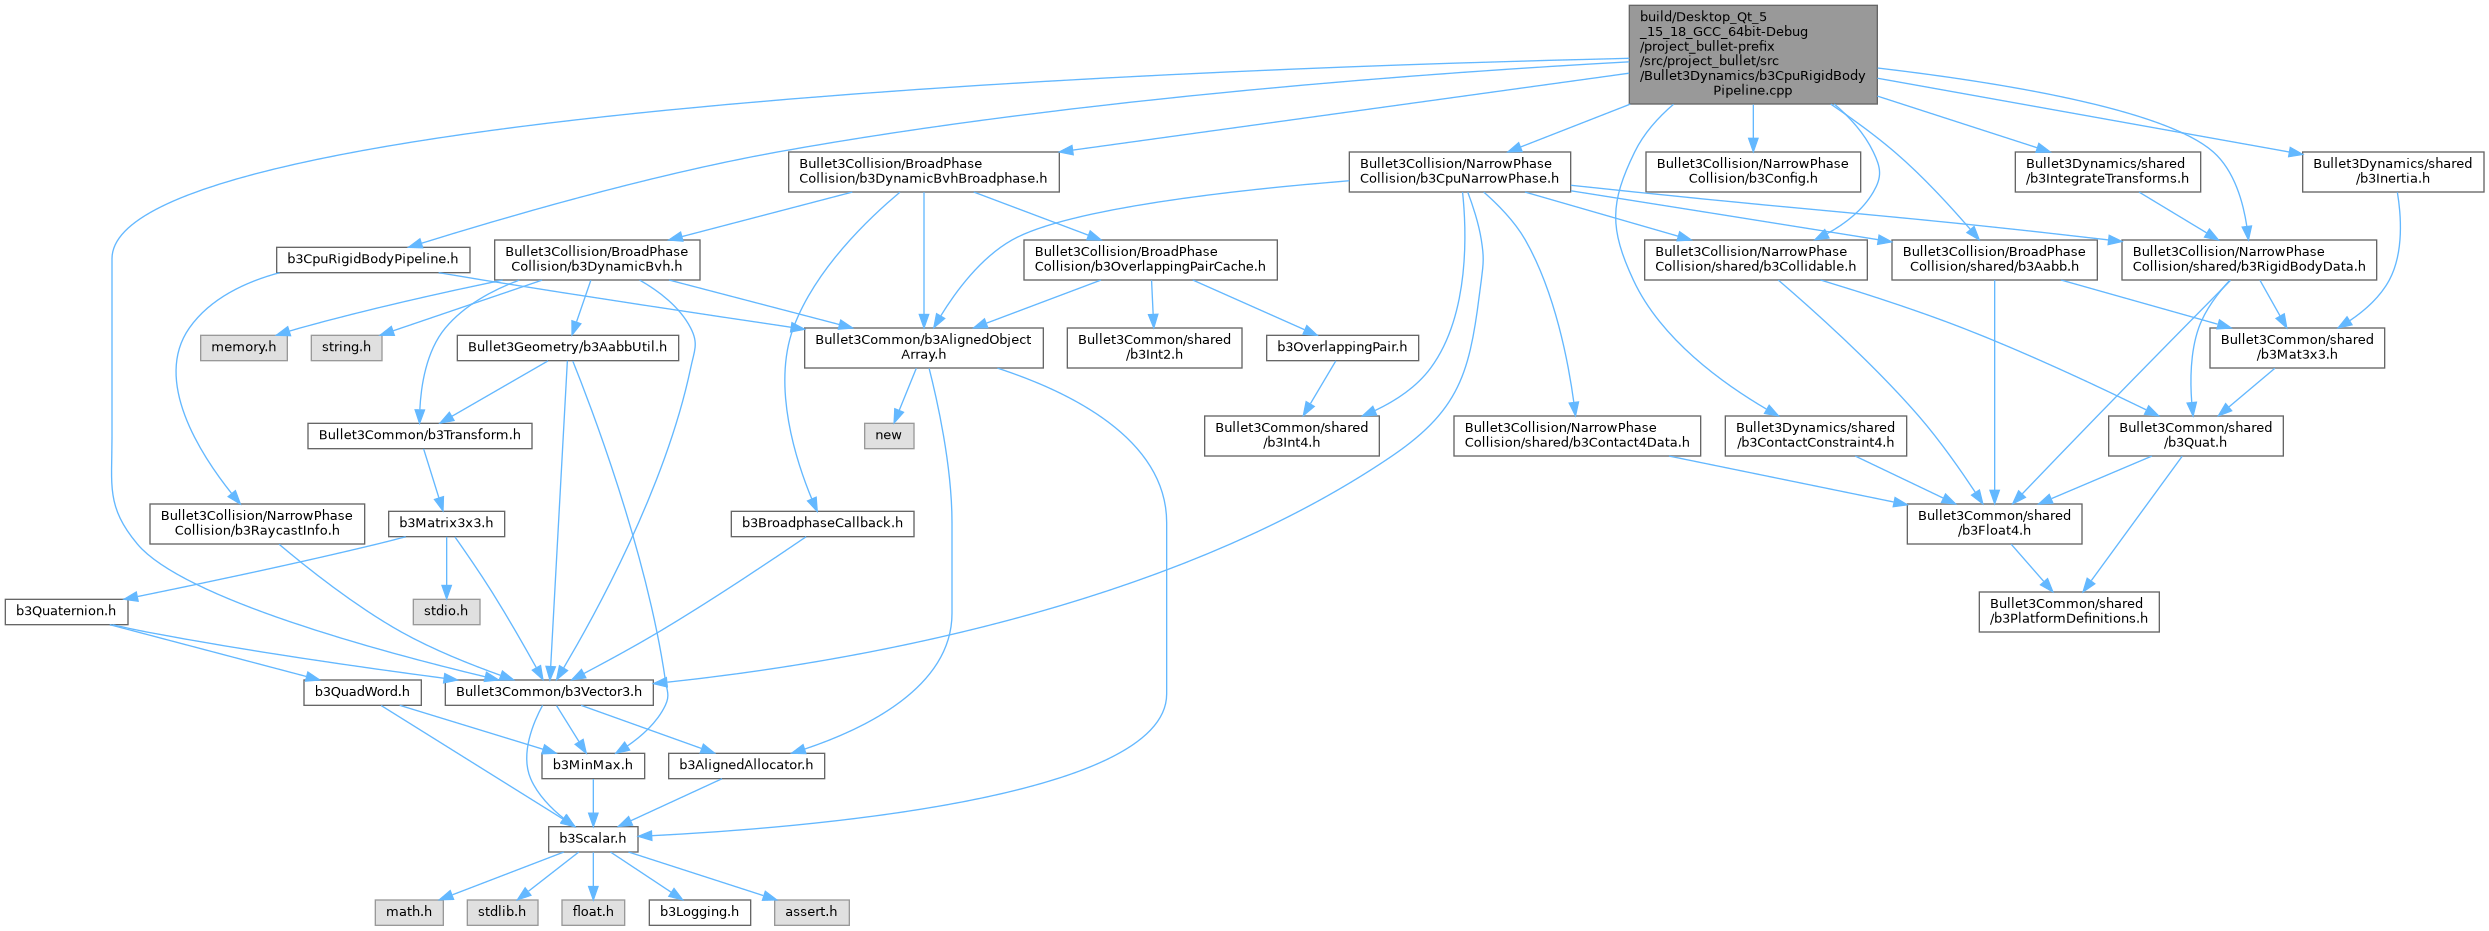 build/Desktop_Qt_5
_15_18_GCC_64bit-Debug
/project_bullet-prefix
/src/project_bullet/src
/Bullet3Dynamics/b3CpuRigidBody
Pipeline.cpp
Bullet3Collision/BroadPhase
Collision/b3DynamicBvhBroadphase.h
Bullet3Collision/NarrowPhase
Collision/b3CpuNarrowPhase.h
Bullet3Collision/NarrowPhase
Collision/b3Config.h
Bullet3Dynamics/shared
/b3IntegrateTransforms.h
Bullet3Dynamics/shared
/b3Inertia.h
b3CpuRigidBodyPipeline.h
Bullet3Collision/BroadPhase
Collision/b3DynamicBvh.h
Bullet3Collision/BroadPhase
Collision/b3OverlappingPairCache.h
Bullet3Collision/NarrowPhase
Collision/shared/b3Collidable.h
Bullet3Collision/BroadPhase
Collision/shared/b3Aabb.h
Bullet3Collision/NarrowPhase
Collision/shared/b3RigidBodyData.h
memory.h
string.h
Bullet3Geometry/b3AabbUtil.h
Bullet3Common/b3AlignedObject
Array.h
Bullet3Common/shared
/b3Int2.h
b3OverlappingPair.h
Bullet3Common/shared
/b3Mat3x3.h
Bullet3Common/b3Transform.h
new
Bullet3Common/shared
/b3Int4.h
Bullet3Collision/NarrowPhase
Collision/shared/b3Contact4Data.h
Bullet3Dynamics/shared
/b3ContactConstraint4.h
Bullet3Common/shared
/b3Quat.h
Bullet3Collision/NarrowPhase
Collision/b3RaycastInfo.h
b3Matrix3x3.h
b3BroadphaseCallback.h
Bullet3Common/shared
/b3Float4.h
b3Quaternion.h
stdio.h
Bullet3Common/shared
/b3PlatformDefinitions.h
b3QuadWord.h
Bullet3Common/b3Vector3.h
b3MinMax.h
b3AlignedAllocator.h
b3Scalar.h
math.h
stdlib.h
float.h
b3Logging.h
assert.h